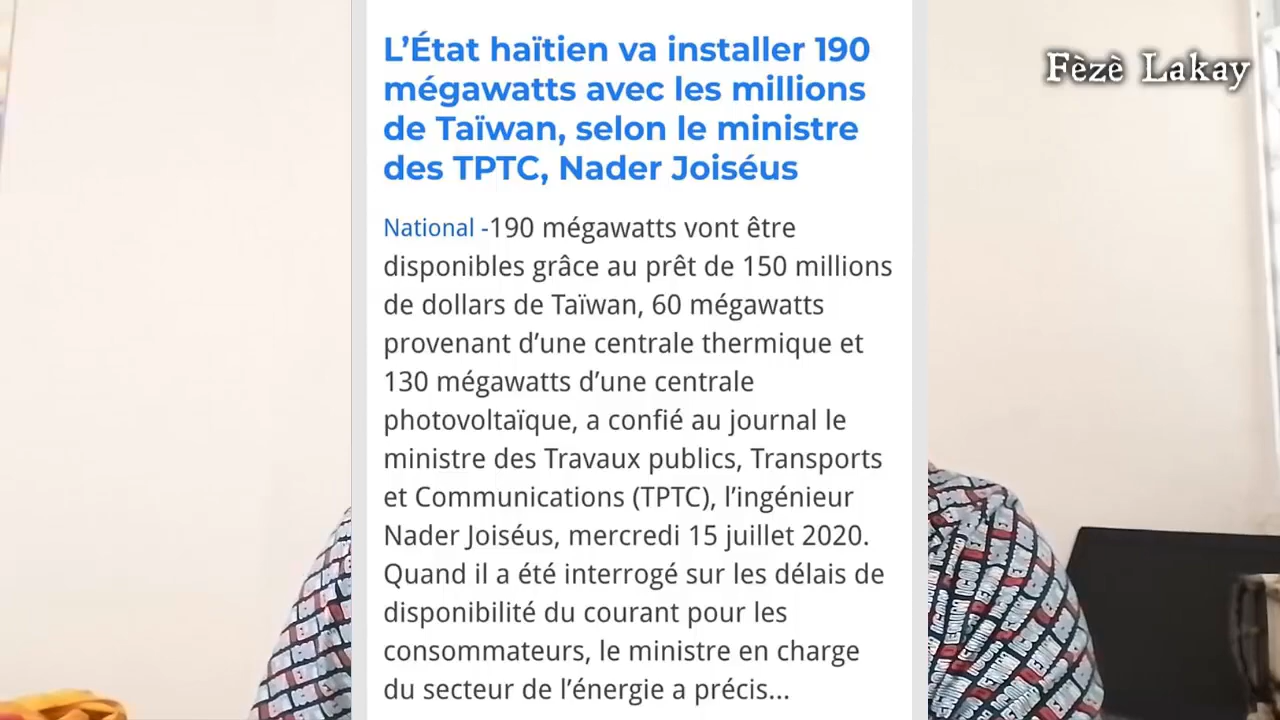 L'État haïtien va installer 190
mégawatts avec les millions
de Taïwan, selon le ministre
des TPTC, Nader Joiséus
Fèzè Lakay
National -190 mégawatts vont être
disponibles grâce au prêt de 150 millions
de dollars de Taïwan, 60 mégawatts
provenant d'une centrale thermique et
130 mégawatts d'une centrale
photovoltaïque, a confié au journal le
ministre des Travaux publics, Transports
et Communications (TPTC), l'ingénieur
Nader Joiséus, mercredi 15 juillet 2020.
Quand il a été interrogé sur les délais de
disponibilité du courant pour les
consommateurs, le ministre en charge
du secteur de l'énergie a précis...